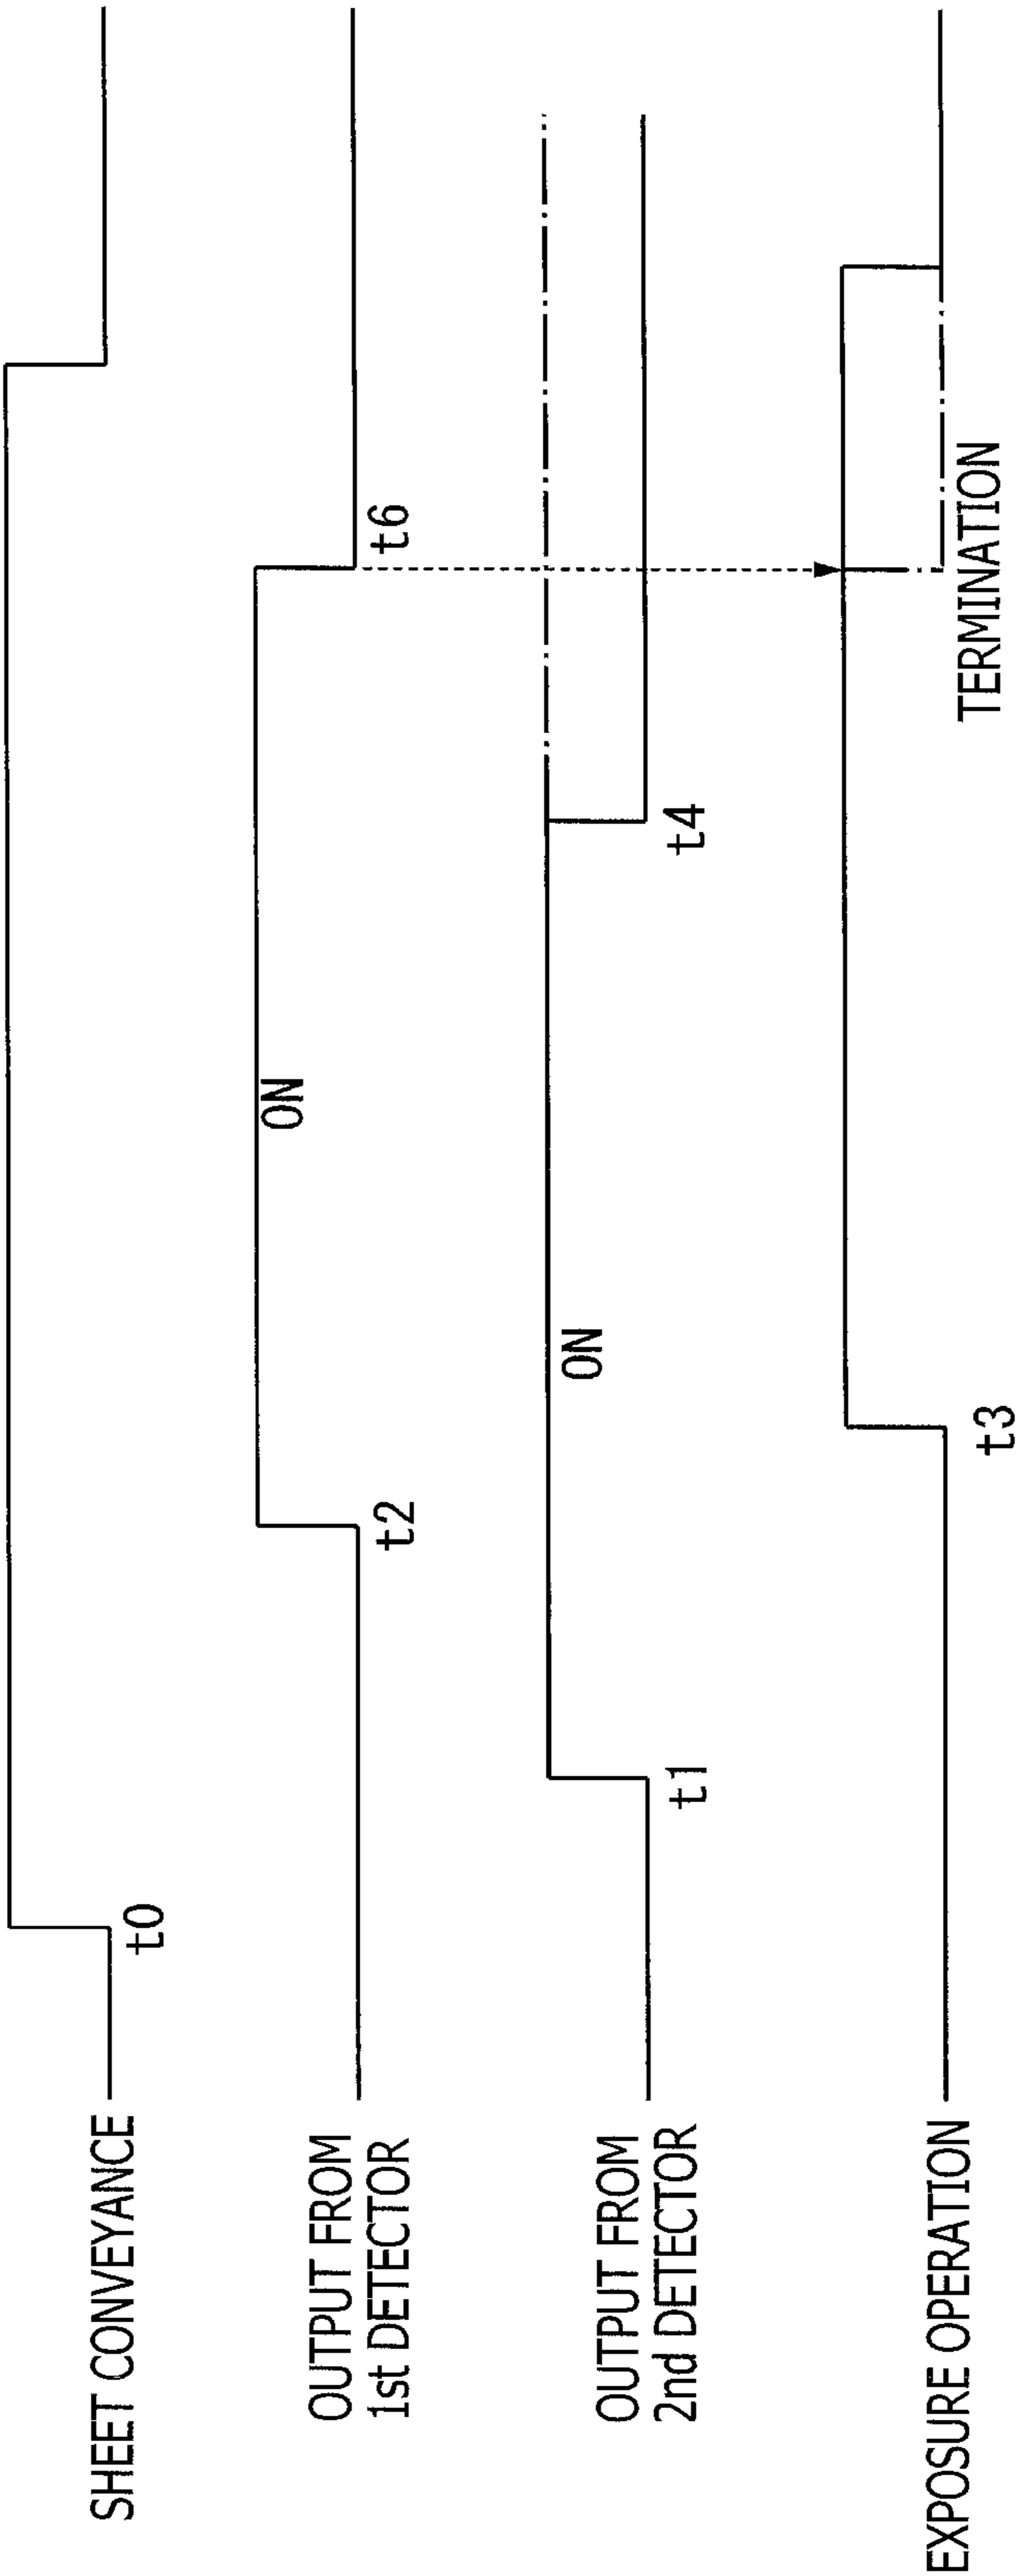 SHEET CONVEYANCE
t0
OUTPUT FROM
1st DETECTOR
t2
ON
t6
OUTPUT FROM
2nd DETECTOR
t1
ON
t4
EXPOSURE OPERATION
t3
TERMINATION